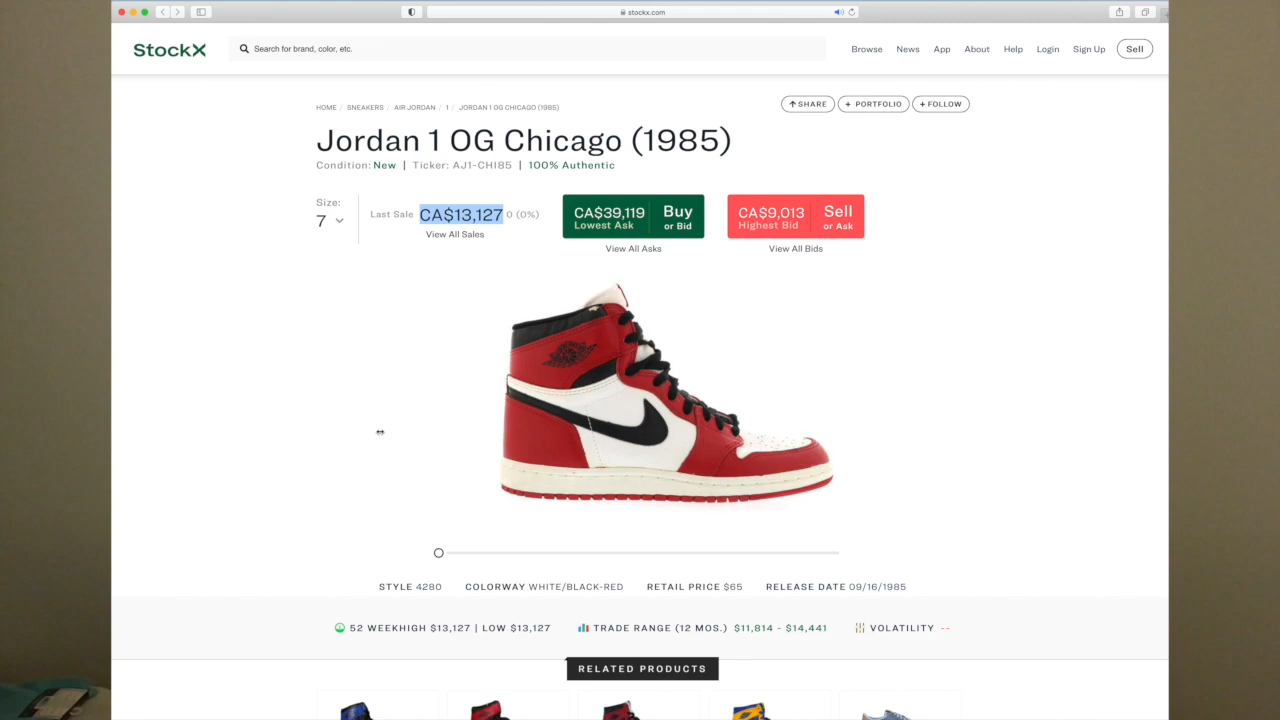 stockx.com
StockX
Search for brand, color, etc.
Browse News App About Help Login Sign Up Sell
HOME / SNEAKERS / AIR JORDAN / 1 / JORDAN 1 OG CHICAGO (1985)
SHARE + PORTFOLIO + FOLLOW
Jordan 1 OG Chicago (1985)
Condition: New | Ticker: AJ1-CHI85 | 100% Authentic
Size:
7
Last Sale CA$13,127 0 (0%)
View All Sales
CA$39,119 Buy
Lowest Ask or Bid
View All Asks
CA$9,013 Sell
Highest Bid or Ask
View All Bids
STYLE 4280 COLORWAY WHITE/BLACK-RED RETAIL PRICE $65 RELEASE DATE 09/16/1985
52 WEEKHIGH $13,127 | LOW $13,127 TRADE RANGE (12 MOS.) $11,814 - $14,441 VOLATILITY --
RELATED PRODUCTS